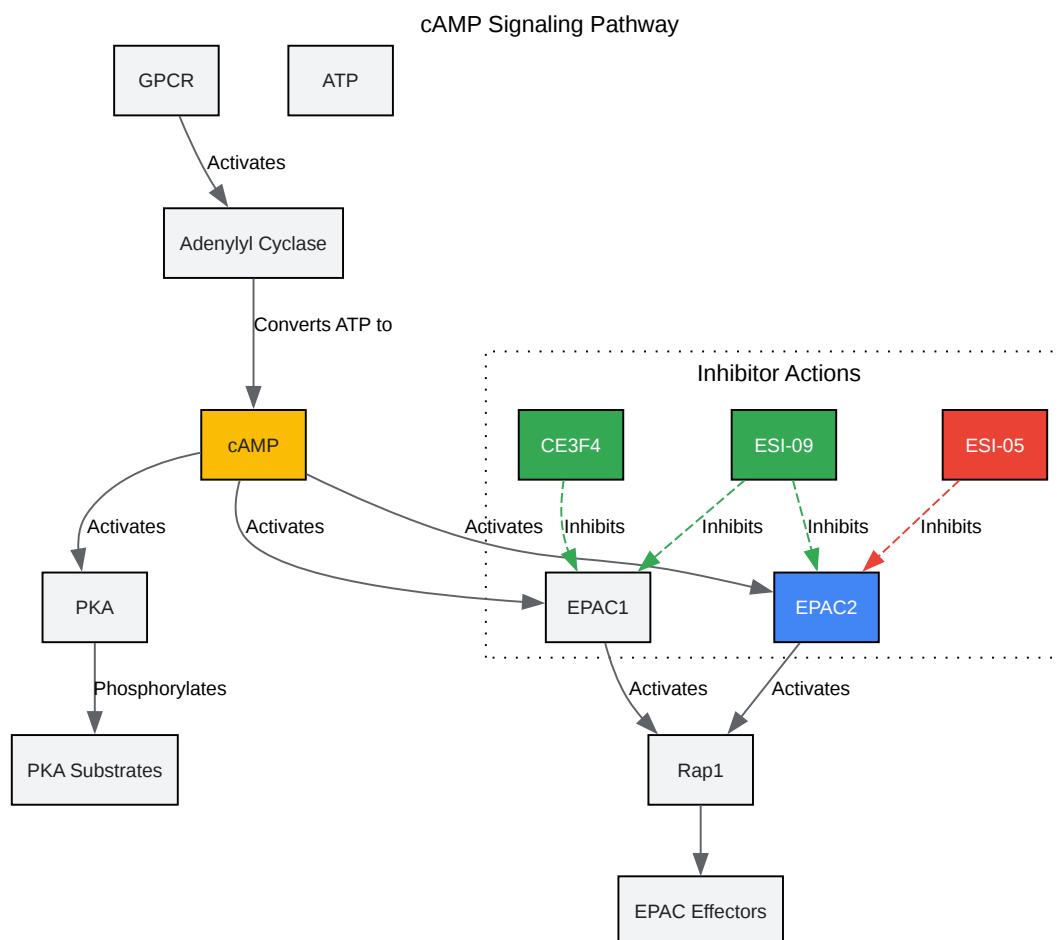 cAMP Signaling Pathway
GPCR
ATP
Activates
Adenylyl Cyclase
Converts ATP to
Inhibitor Actions
cAMP
CE3F4
ESI-09
ESI-05
Activates
Activates
Activates
Inhibits
Inhibits
Inhibits
Inhibits
PKA
EPAC1
EPAC2
Phosphorylates
Activates
Activates
PKA Substrates
Rap1
EPAC Effectors